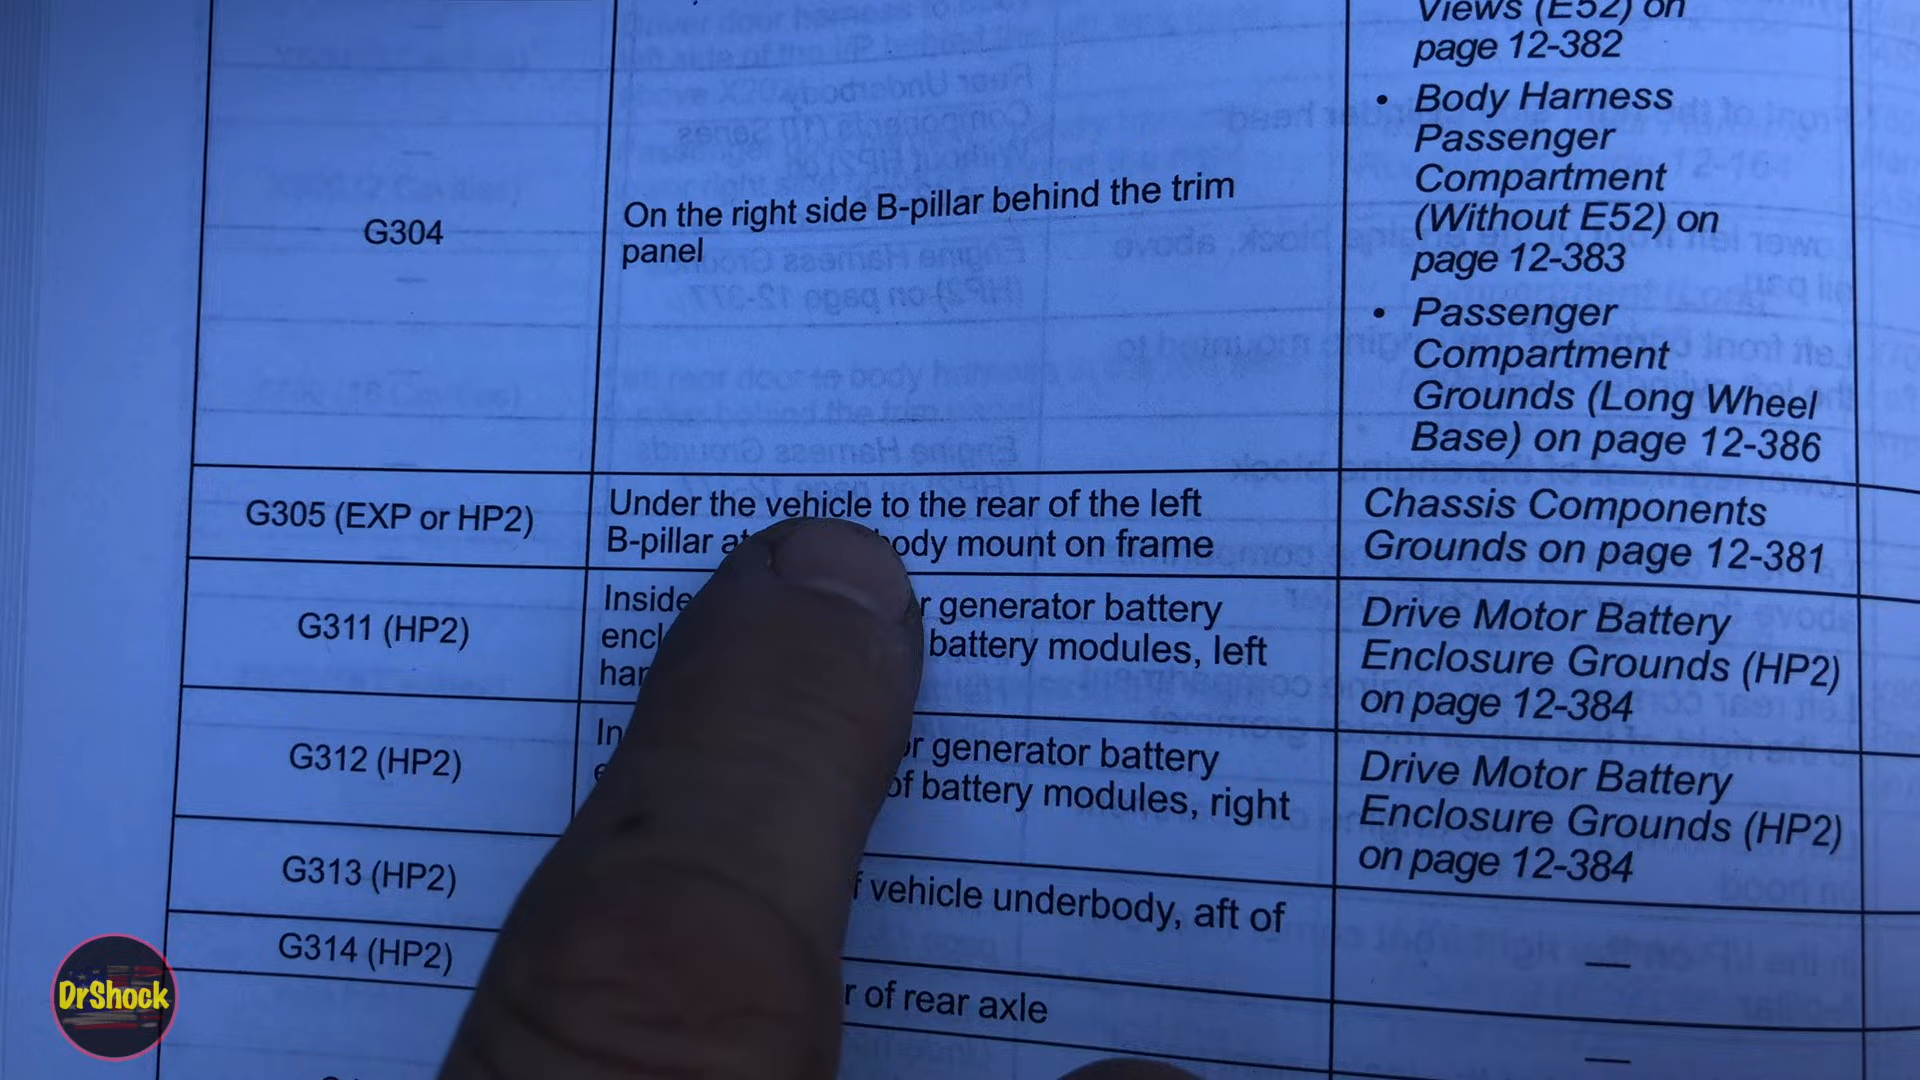 Views (E52) on
page 12-382
• Body Harness
Passenger
Compartment
(Without E52) on
page 12-383
• Passenger
Compartment
Grounds (Long Wheel
Base) on page 12-386
G304
On the right side B-pillar behind the trim
panel
G305 (EXP or HP2)
Under the vehicle to the rear of the left
B-pillar body mount on frame
Chassis Components
Grounds on page 12-381
G311 (HP2)
Inside generator battery
battery modules, left
Drive Motor Battery
Enclosure Grounds (HP2)
on page 12-384
G312 (HP2)
generator battery
of battery modules, right
Drive Motor Battery
Enclosure Grounds (HP2)
on page 12-384
G313 (HP2)
vehicle underbody, aft of
—
G314 (HP2)
of rear axle
—
DrShock